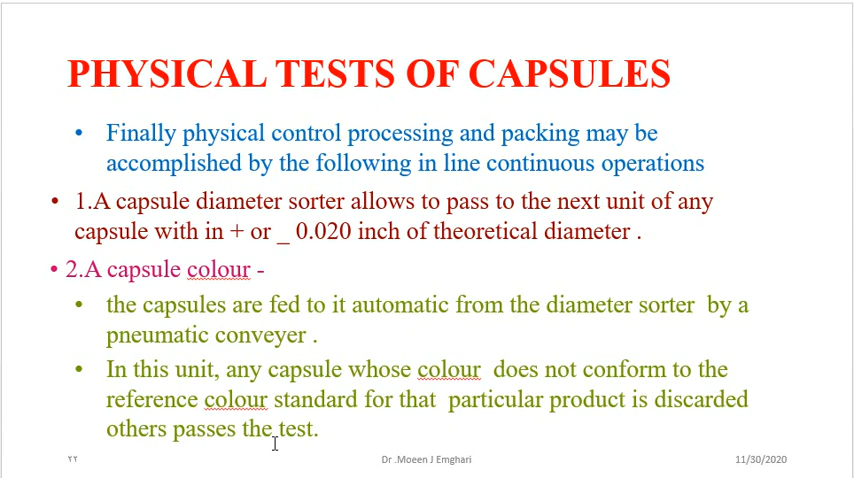 PHYSICAL TESTS OF CAPSULES
• Finally physical control processing and packing may be
accomplished by the following in line continuous operations
• 1.A capsule diameter sorter allows to pass to the next unit of any
capsule with in + or _ 0.020 inch of theoretical diameter .
• 2.A capsule colour -
• the capsules are fed to it automatic from the diameter sorter by a
pneumatic conveyer .
• In this unit, any capsule whose colour does not conform to the
reference colour standard for that particular product is discarded
others passes the test.
٢٢ Dr .Moeen J Emghari 11/30/2020